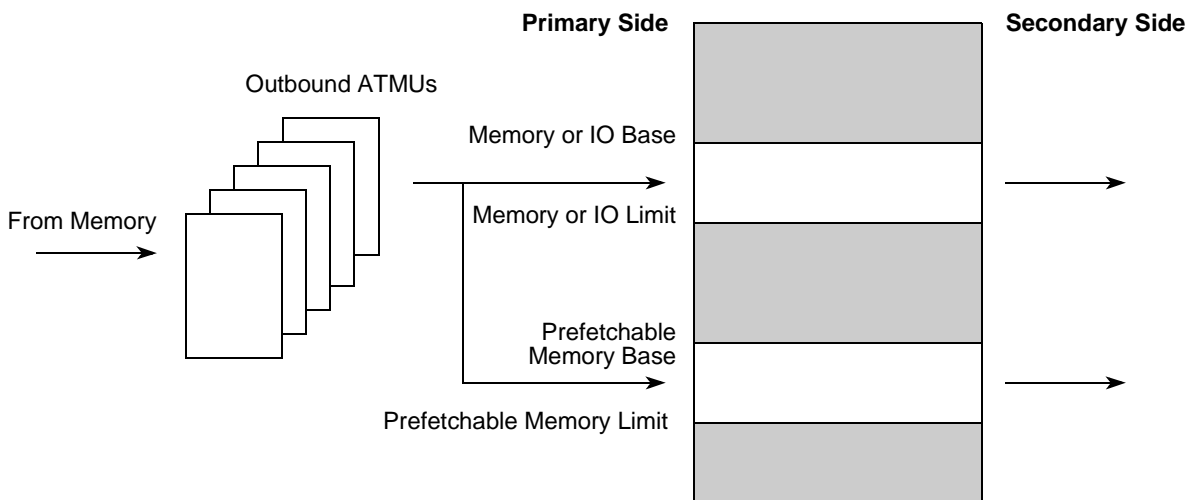 Primary Side
Secondary Side
Outbound ATMUs
Memory or IO Base
From Memory
Memory or IO Limit
Prefetchable
Memory Base
Prefetchable Memory Limit